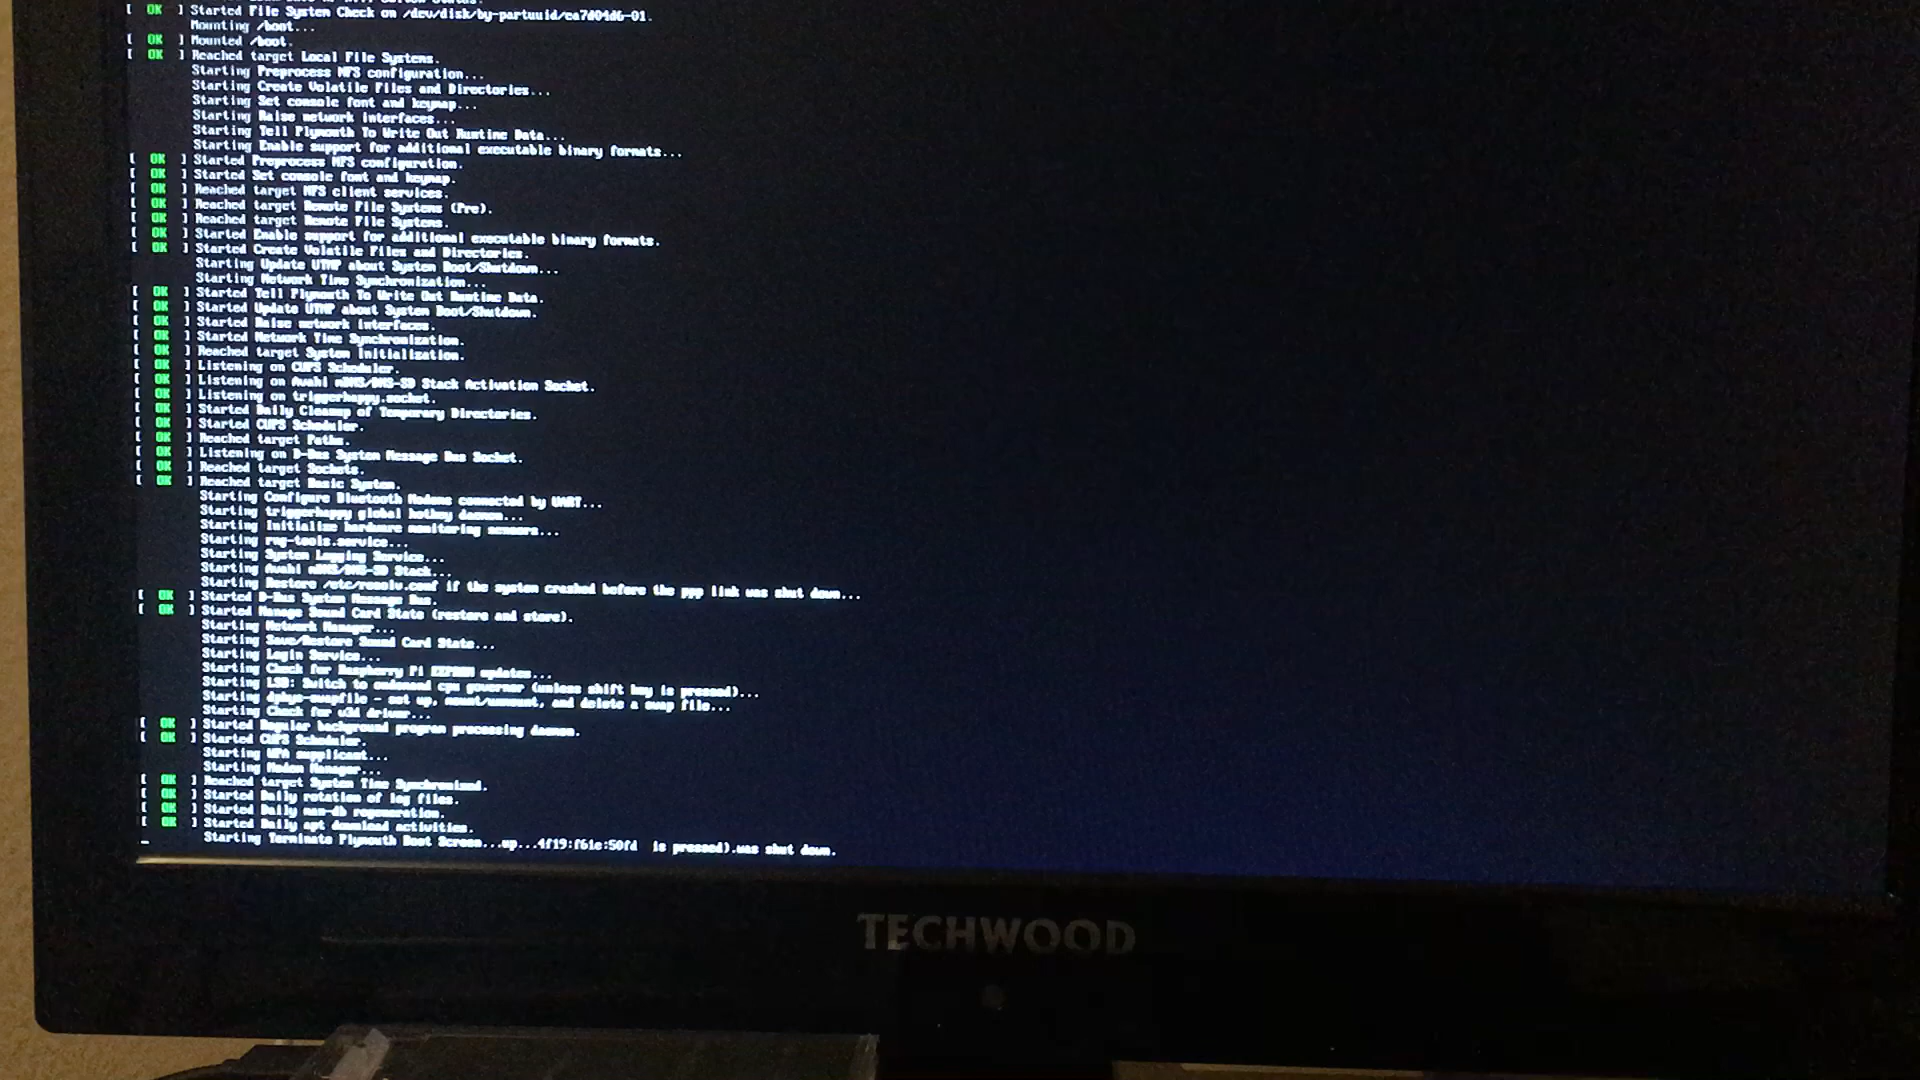 [ OK ] Started File System Check on /dev/disk/by-partuuid/ea7d04d6-01.
Mounting /boot...
[ OK ] Mounted /boot.
[ OK ] Reached target Local File Systems.
Starting Preprocess NFS configuration...
Starting Create Volatile Files and Directories...
Starting Set console font and keymap...
Starting Raise network interfaces...
Starting Tell Plymouth To Write Out Runtime Data...
Starting Enable support for additional executable binary formats...
[ OK ] Started Preprocess NFS configuration.
[ OK ] Started Set console font and keymap.
[ OK ] Reached target NFS client services.
[ OK ] Reached target Remote File Systems (Pre).
[ OK ] Reached target Remote File Systems.
[ OK ] Started Enable support for additional executable binary formats.
[ OK ] Started Create Volatile Files and Directories.
Starting Update UTMP about System Boot/Shutdown...
Starting Network Time Synchronization...
[ OK ] Started Tell Plymouth To Write Out Runtime Data.
[ OK ] Started Update UTMP about System Boot/Shutdown.
[ OK ] Started Raise network interfaces.
[ OK ] Started Network Time Synchronization.
[ OK ] Reached target System Initialization.
[ OK ] Listening on CUPS Scheduler.
[ OK ] Listening on Avahi mDNS/DNS-SD Stack Activation Socket.
[ OK ] Listening on triggerhappy.socket.
[ OK ] Started Daily Cleanup of Temporary Directories.
[ OK ] Started CUPS Scheduler.
[ OK ] Reached target Paths.
[ OK ] Listening on D-Bus System Message Bus Socket.
[ OK ] Reached target Sockets.
[ OK ] Reached target Basic System.
Starting Configure Bluetooth Modems connected by UART...
Starting triggerhappy global hotkey daemon...
Starting Initialize hardware monitoring sensors...
Starting rng-tools.service...
Starting System Logging Service...
Starting Avahi mDNS/DNS-SD Stack...
Starting Restore /etc/resolv.conf if the system crashed before the ppp link was shut down...
[ OK ] Started D-Bus System Message Bus.
[ OK ] Started Manage Sound Card State (restore and store).
Starting Network Manager...
Starting Save/Restore Sound Card State...
Starting Login Service...
Starting Check for Raspberry Pi EEPROM updates...
Starting LSB: Switch to ondemand cpu governor (unless shift key is pressed)...
Starting dphys-swapfile - set up, mount/unmount, and delete a swap file...
Starting Check for v3d driver...
[ OK ] Started Regular background program processing daemon.
[ OK ] Started CUPS Scheduler.
Starting WPA supplicant...
Starting Modem Manager...
[ OK ] Reached target System Time Synchronized.
[ OK ] Started Daily rotation of log files.
[ OK ] Started Daily man-db regeneration.
[ OK ] Started Daily apt download activities.
Starting Terminate Plymouth Boot Screen...up...4f19:f61e:50fd is pressed).was shut down.
TECHWOOD